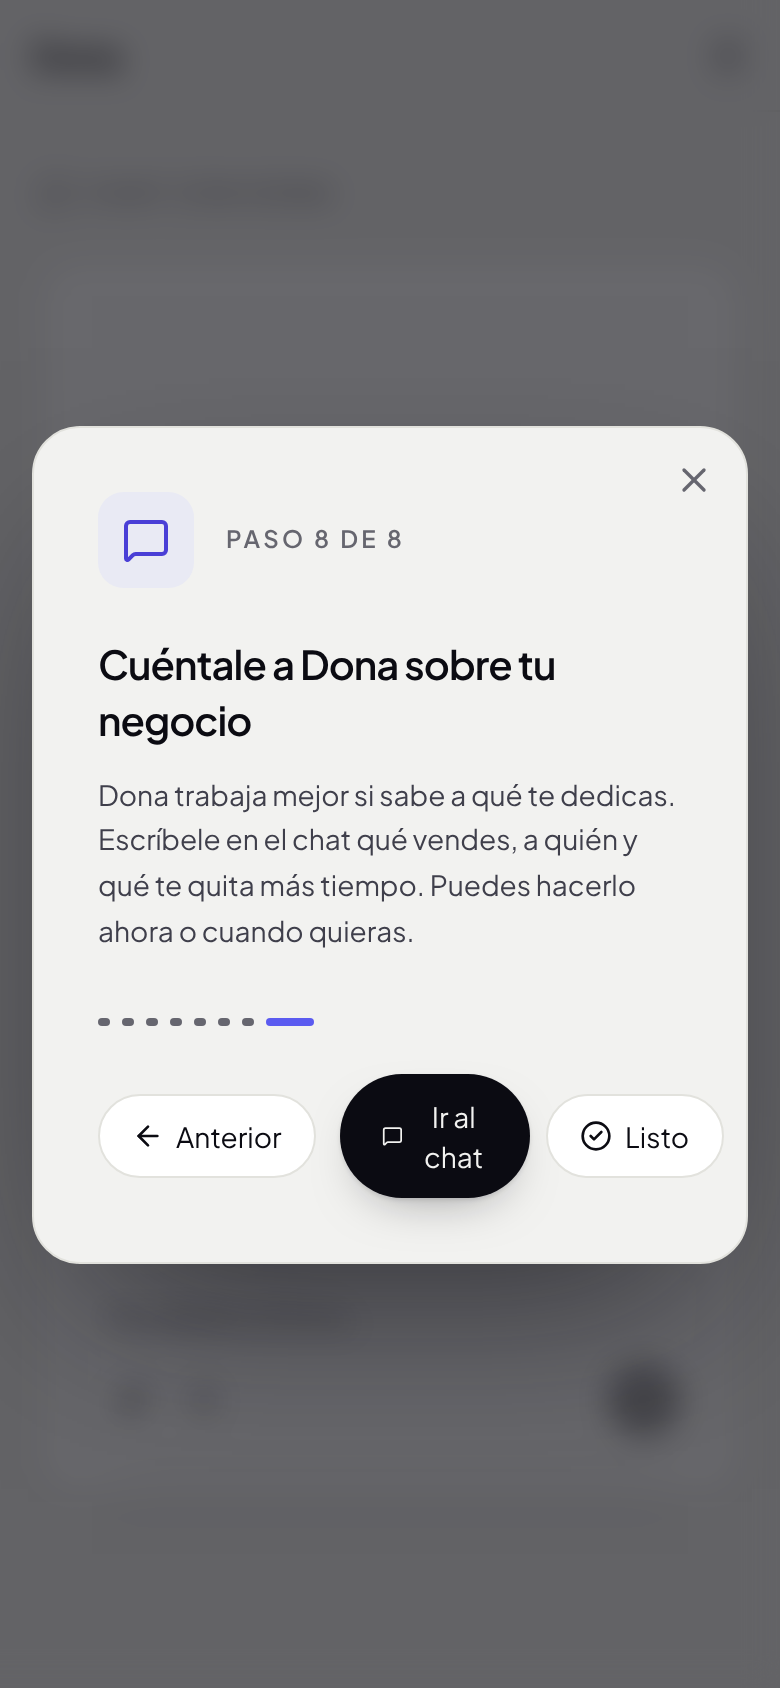 PASO 8 DE 8
Cuéntale a Dona sobre tu
negocio
Dona trabaja mejor si sabe a qué te dedicas.
Escríbele en el chat qué vendes, a quién y
qué te quita más tiempo. Puedes hacerlo
ahora o cuando quieras.
Anterior
Ir al
chat
Listo